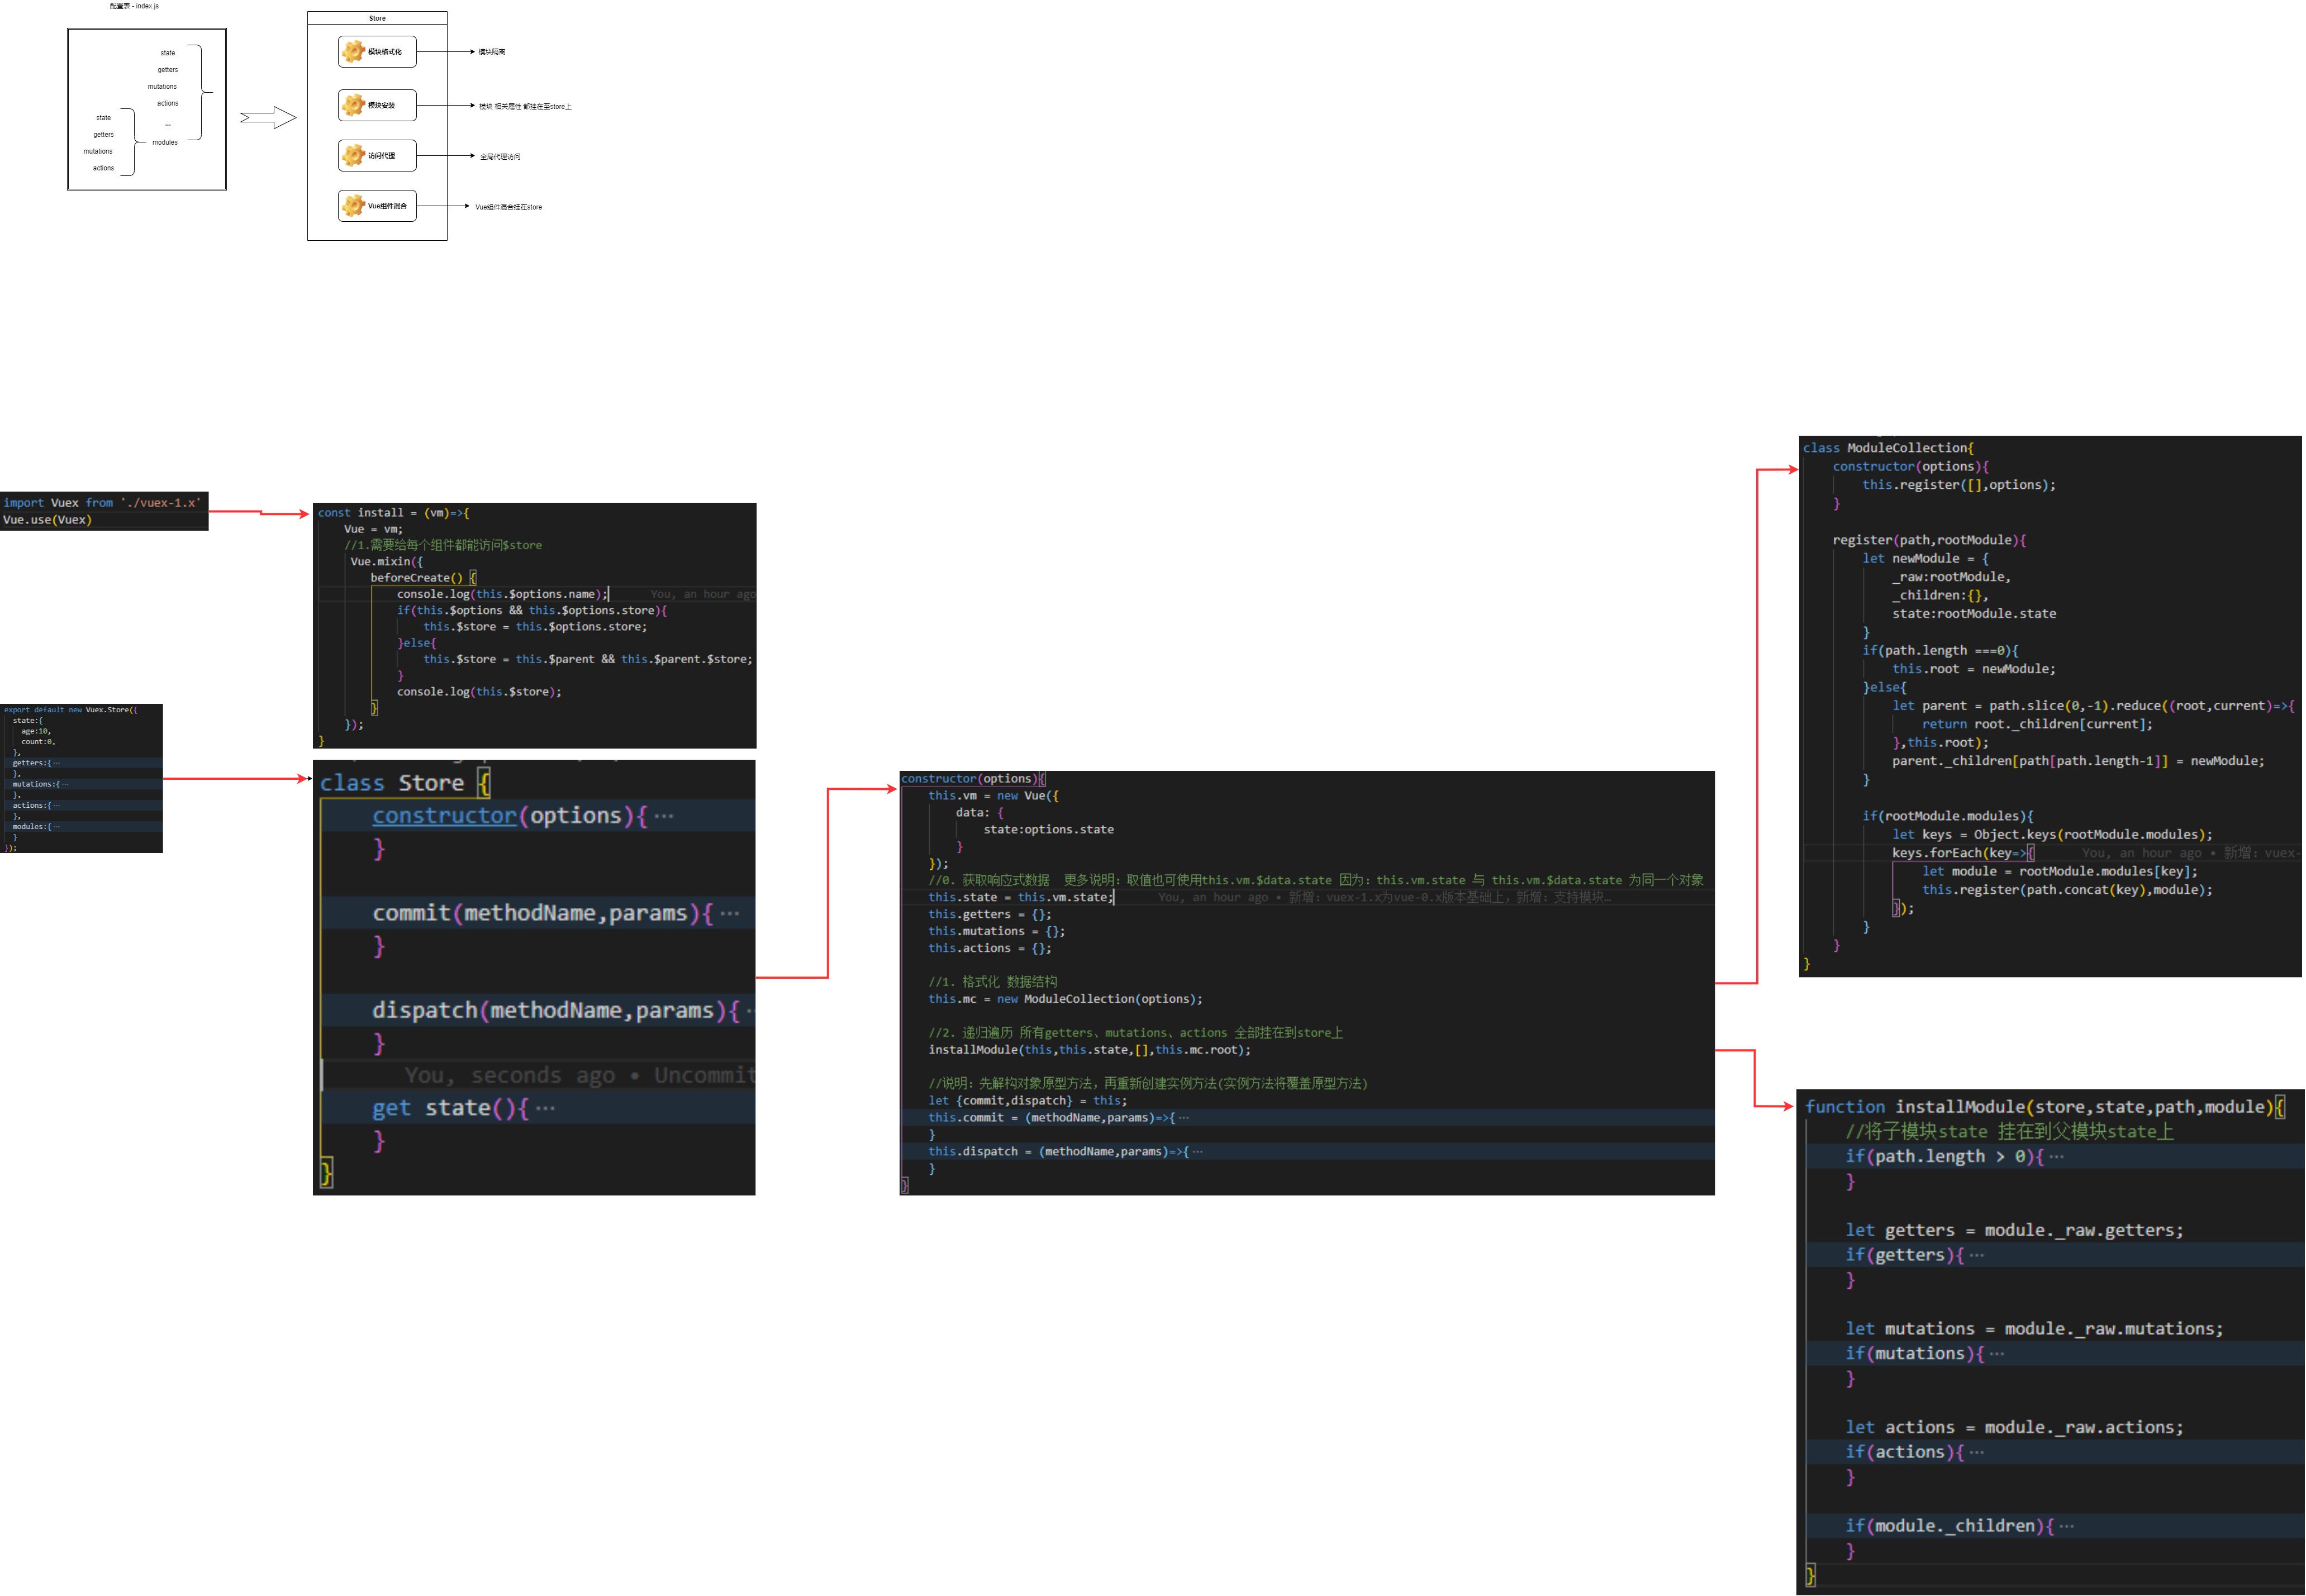 配置表 - index.js
state
getters
mutations
actions
...
modules
state
getters
mutations
actions
Store
模块格式化
模块隔离
模块安装
模块 相关属性 都挂在至store上
访问代理
全局代理访问
Vue组件混合
Vue组件混合挂在store
import Vuex from './vuex-1.x'
Vue.use(Vuex)
const install = (vm)=>{
Vue = vm;
//1.需要给每个组件都能访问$store
Vue.mixin({
beforeCreate() {
console.log(this.$options.name); You, an hour ago
if(this.$options && this.$options.store){
this.$store = this.$options.store;
}else{
this.$store = this.$parent && this.$parent.$store;
}
console.log(this.$store);
}
});
}
export default new Vuex.Store({
state:{
age:10,
count:0,
},
getters:{ ···
},
mutations:{ ···
},
actions:{ ···
},
modules:{ ···
}
});
class Store {
constructor(options){ ···
}
commit(methodName,params){ ···
}
dispatch(methodName,params){ ··
}
You, seconds ago • Uncommit
get state(){ ···
}
}
constructor(options){
this.vm = new Vue({
data: {
state:options.state
}
});
//0. 获取响应式数据 更多说明：取值也可使用this.vm.$data.state 因为：this.vm.state 与 this.vm.$data.state 为同一个对象
this.state = this.vm.state; You, an hour ago • 新增：vuex-1.x为vue-0.x版本基础上，新增：支持模块…
this.getters = {};
this.mutations = {};
this.actions = {};
//1. 格式化 数据结构
this.mc = new ModuleCollection(options);
//2. 递归遍历 所有getters、mutations、actions 全部挂在到store上
installModule(this,this.state,[],this.mc.root);
//说明：先解构对象原型方法，再重新创建实例方法(实例方法将覆盖原型方法)
let {commit,dispatch} = this;
this.commit = (methodName,params)=>{ ···
}
this.dispatch = (methodName,params)=>{ ···
}
}
class ModuleCollection{
constructor(options){
this.register([],options);
}
register(path,rootModule){
let newModule = {
_raw:rootModule,
_children:{},
state:rootModule.state
}
if(path.length ===0){
this.root = newModule;
}else{
let parent = path.slice(0,-1).reduce((root,current)=>{
return root._children[current];
},this.root);
parent._children[path[path.length-1]] = newModule;
}
if(rootModule.modules){
let keys = Object.keys(rootModule.modules);
keys.forEach(key=>{ You, an hour ago • 新增：vuex-
let module = rootModule.modules[key];
this.register(path.concat(key),module);
});
}
}
}
function installModule(store,state,path,module){
//将子模块state 挂在到父模块state上
if(path.length > 0){ ···
}
let getters = module._raw.getters;
if(getters){ ···
}
let mutations = module._raw.mutations;
if(mutations){ ···
}
let actions = module._raw.actions;
if(actions){ ···
}
if(module._children){ ···
}
}